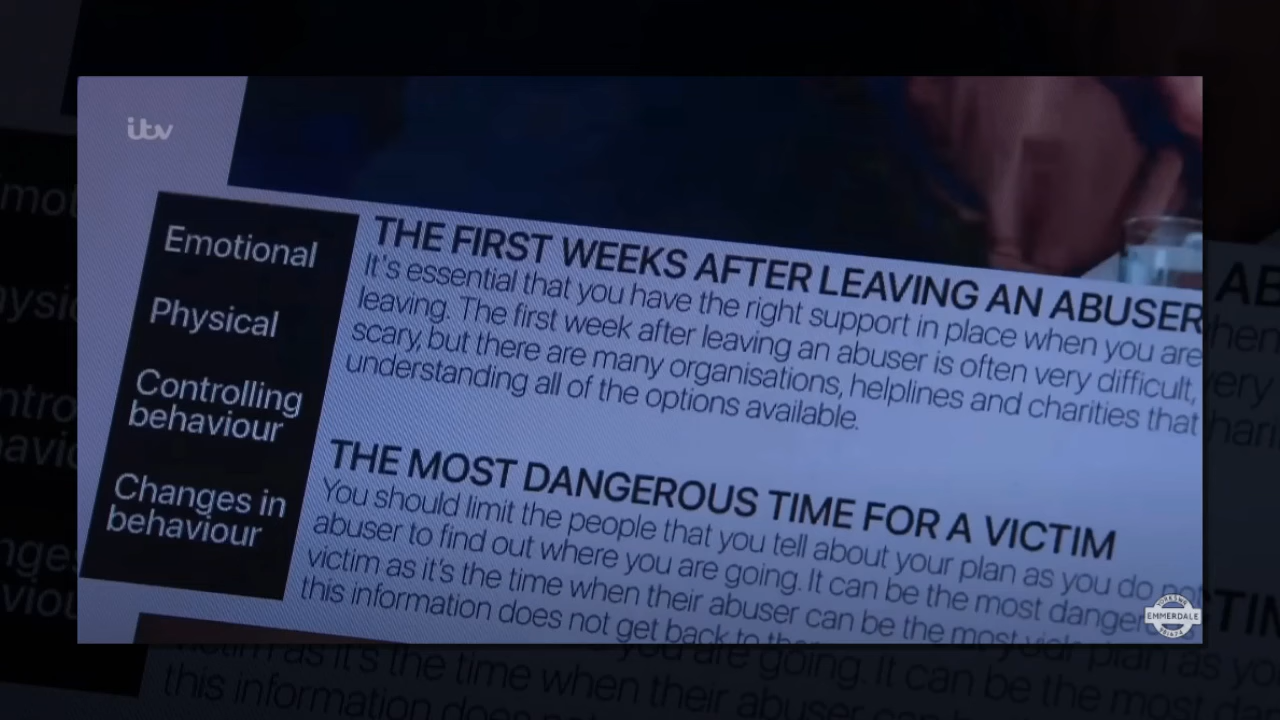 itv
Emotional
Physical
Controlling
behaviour
Changes in
behaviour
THE FIRST WEEKS AFTER LEAVING AN ABUSER
It's essential that you have the right support in place when you are
leaving. The first week after leaving an abuser is often very difficult,
scary, but there are many organisations, helplines and charities that
understanding all of the options available.
THE MOST DANGEROUS TIME FOR A VICTIM
You should limit the people that you tell about your plan as you do not
abuser to find out where you are going. It can be the most
victim as it's the time when their abuser can be the most
this information does not get back to
EMMERDALE